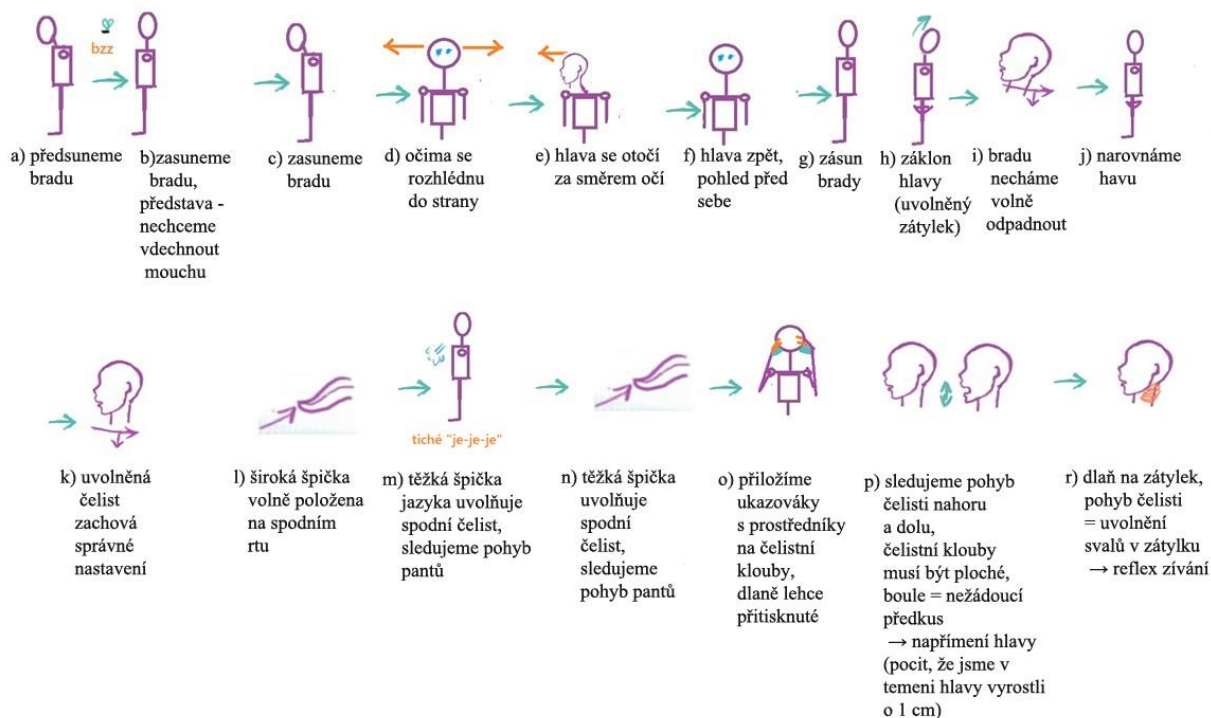 bzz
a) předsuneme
bradu
b)zasuneme
bradu,
představa -
nechceme
vdechnout
mouchu
c) zasuneme
bradu
d) očima se
rozhlédnu
do strany
e) hlava se otočí
za směrem očí
f) hlava zpět,
pohled před
sebe
g) zásun
brady
h) záklon
hlavy
(uvolněný
zátylek)
i) bradu
necháme
volně
odpadnout
j) narovnáme
havu
k) uvolněná
čelist
zachová
správné
nastavení
l) široká špička
volně položena
na spodním
rtu
tiché "je-je-je"
m) těžká špička
jazyka uvolňuje
spodní čelist,
sledujeme pohyb
pantů
n) těžká špička
uvolňuje
spodní
čelist,
sledujeme
pohyb pantů
o) přiložíme
ukazováky
s prostředníky
na čelistní
klouby,
dlaně lehce
přitisknuté
p) sledujeme pohyb
čelisti nahoru
a dolu,
čelistní klouby
musí být ploché,
boule = nežádoucí
předkus
→ napřímení hlavy
(pocit, že jsme v
temeni hlavy vyrostli
o 1 cm)
r) dlaň na zátylek,
pohyb čelisti
= uvolnění
svalů v zátylku
→ reflex zívání